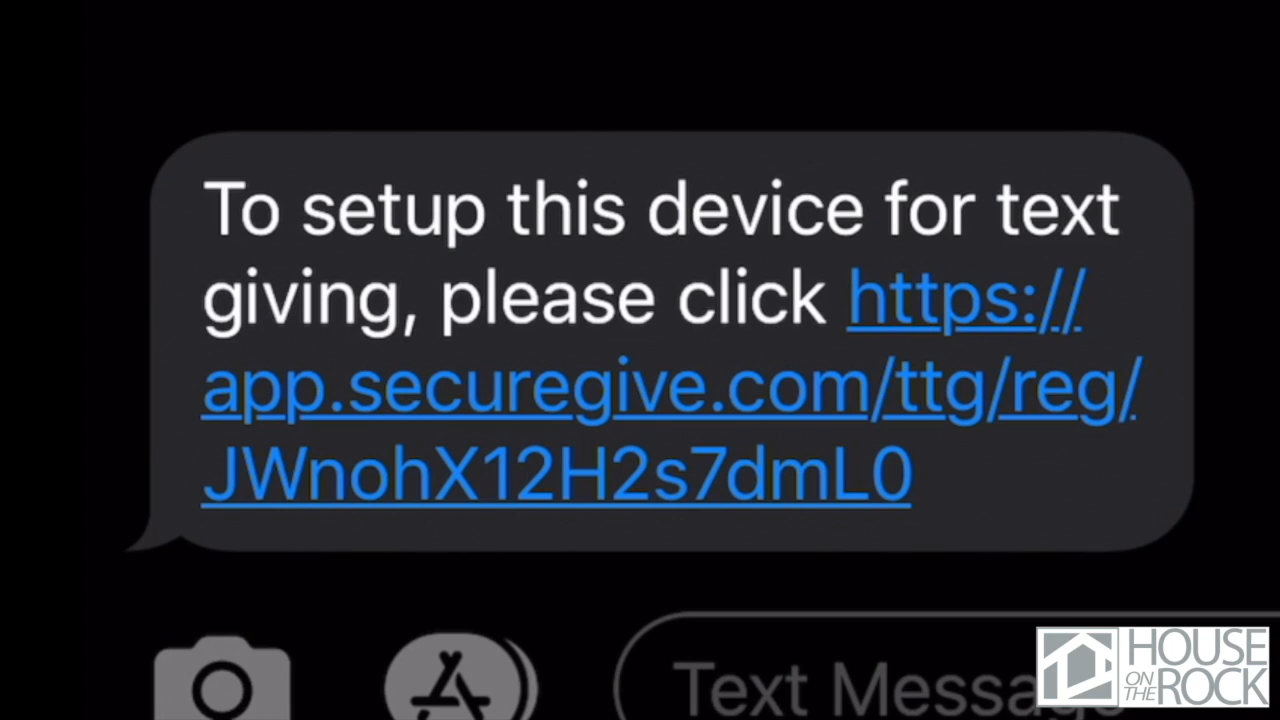 To setup this device for text
giving, please click https://
app.securegive.com/ttg/reg/
JWnohX12H2s7dmL0
Text Messa
HOUSE
ON THE ROCK